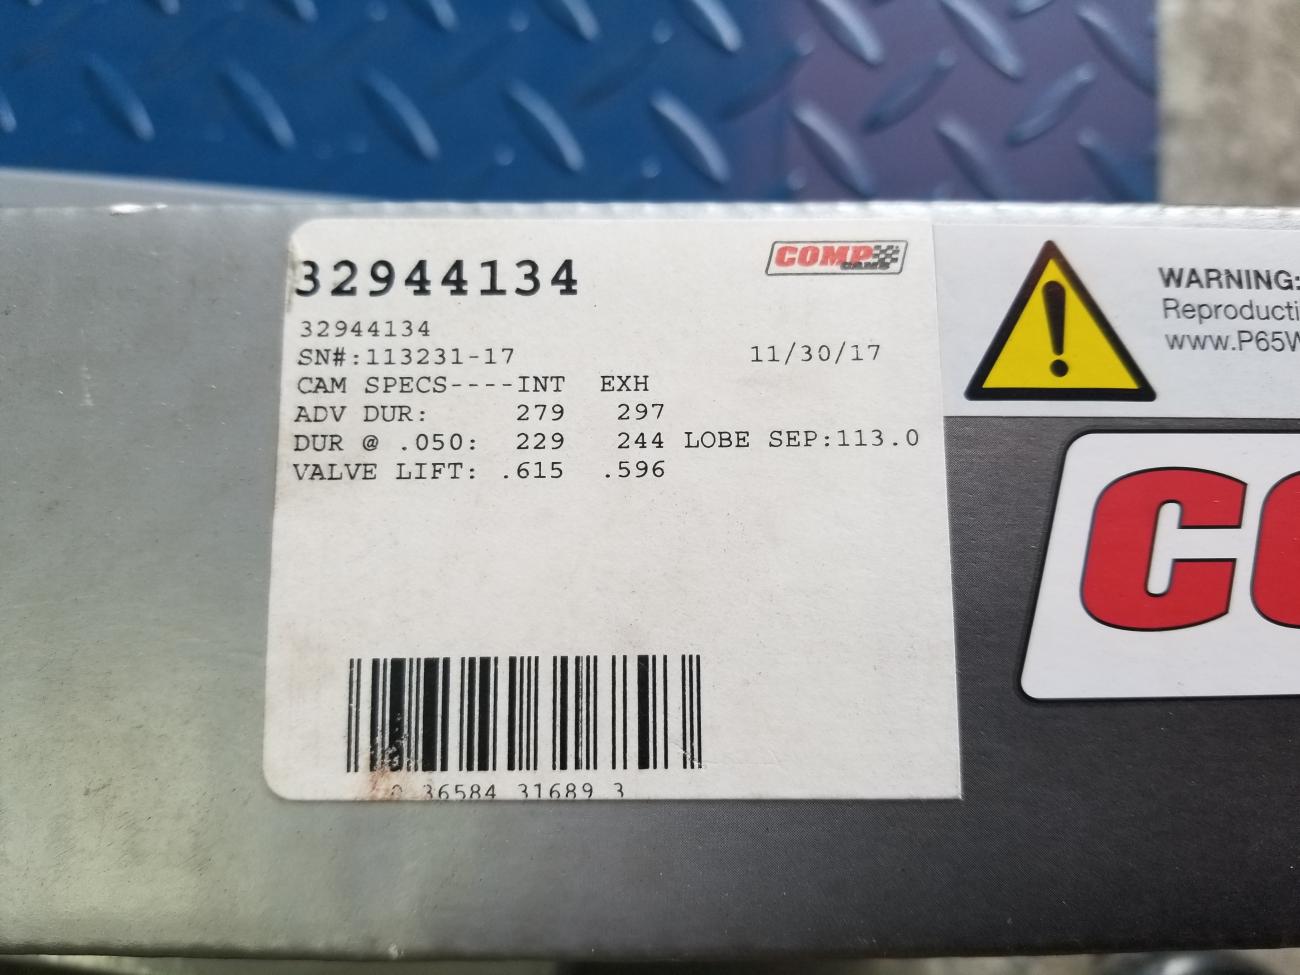 32944134
COMP
CAMS
32944134
SN#:113231-17 11/30/17
CAM SPECS----INT EXH
ADV DUR: 279 297
DUR @ .050: 229 244 LOBE SEP:113.0
VALVE LIFT: .615 .596
0 36584 31689 3
WARNING:
Reproducti
www.P65W
CO